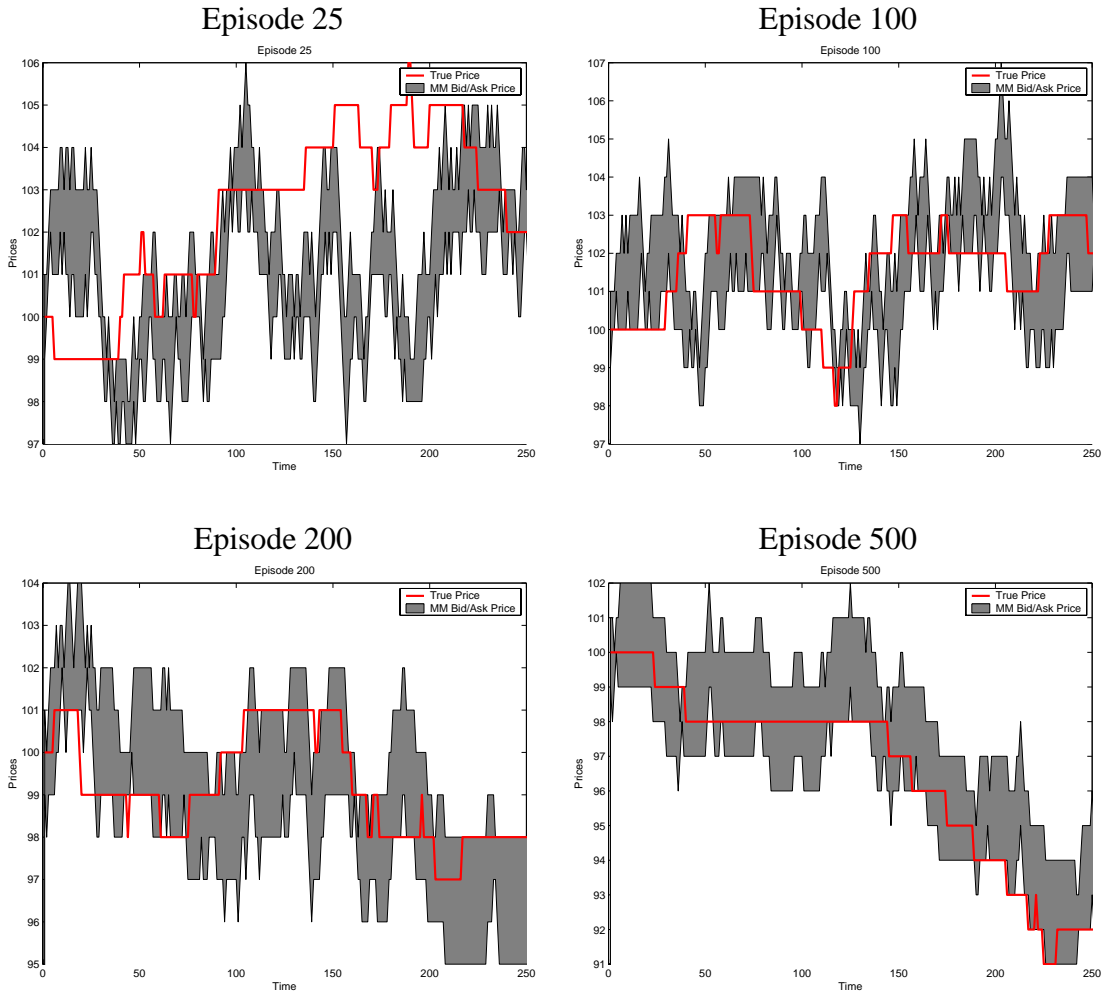 Episode 25
Episode 25
True Price
MM Bid/Ask Price
106
105
104
103
102
101
100
99
98
97
Prices
0
50
100
150
200
250
Time
Episode 100
Episode 100
True Price
MM Bid/Ask Price
107
106
105
104
103
102
101
100
99
98
97
Prices
0
50
100
150
200
250
Time
Episode 200
Episode 200
True Price
MM Bid/Ask Price
104
103
102
101
100
99
98
97
96
95
Prices
0
50
100
150
200
250
Time
Episode 500
Episode 500
True Price
MM Bid/Ask Price
102
101
100
99
98
97
96
95
94
93
92
91
Prices
0
50
100
150
200
250
Time